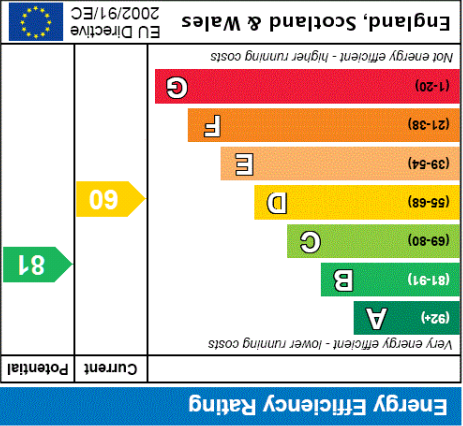 Energy Efficiency Rating
Current Potential
Very energy efficient - lower running costs
(92+) A
(81-91) B
(69-80) C
(55-68) D
(39-54) E
(21-38) F
(1-20) G
60
81
Not energy efficient - higher running costs
England, Scotland & Wales
EU Directive
2002/91/EC